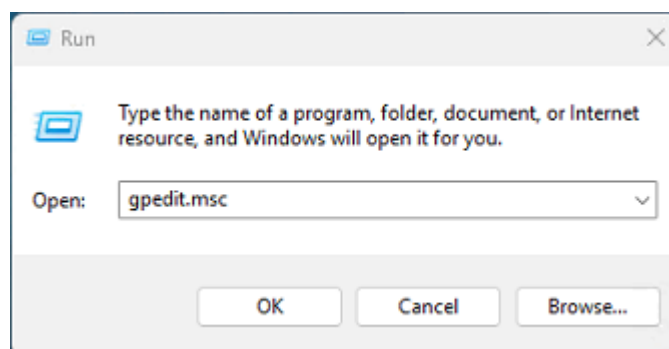 Run
Type the name of a program, folder, document, or Internet
resource, and Windows will open it for you.
Open: gpedit.msc
OK Cancel Browse...